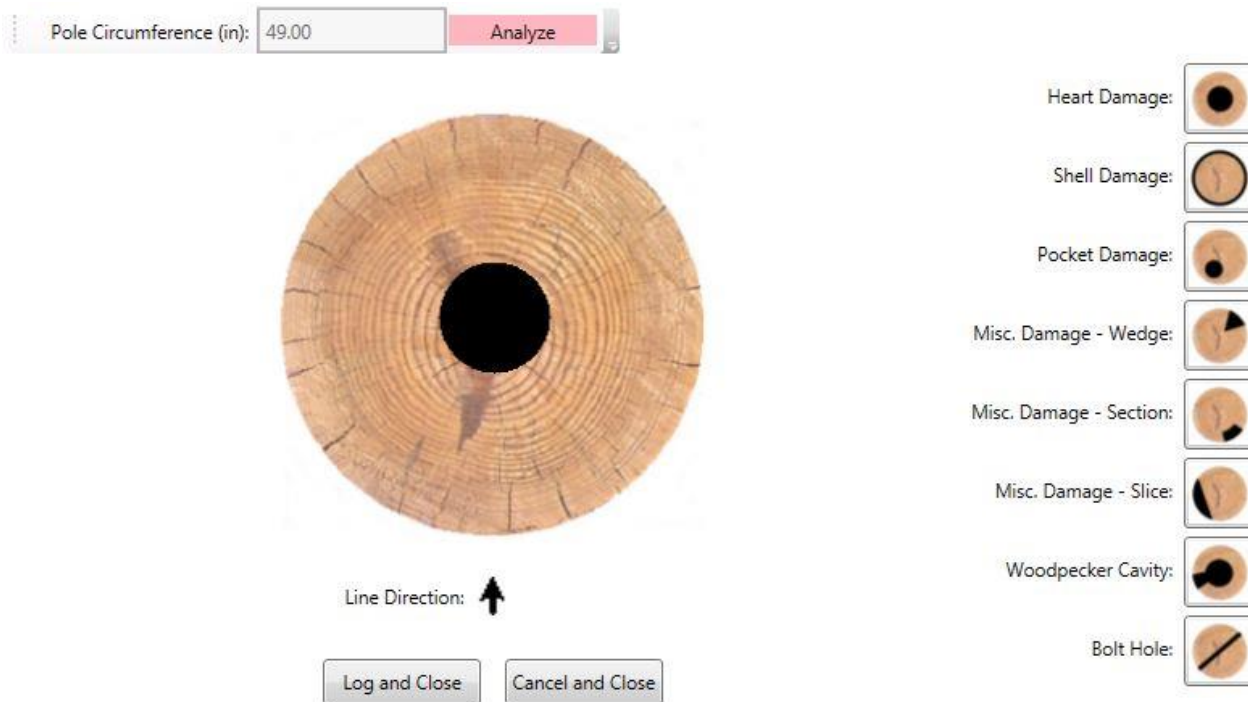 Pole Circumference (in): 49.00 Analyze
Heart Damage:
Shell Damage:
Pocket Damage:
Misc. Damage - Wedge:
Misc. Damage - Section:
Misc. Damage - Slice:
Woodpecker Cavity:
Bolt Hole:
Line Direction:
Log and Close Cancel and Close